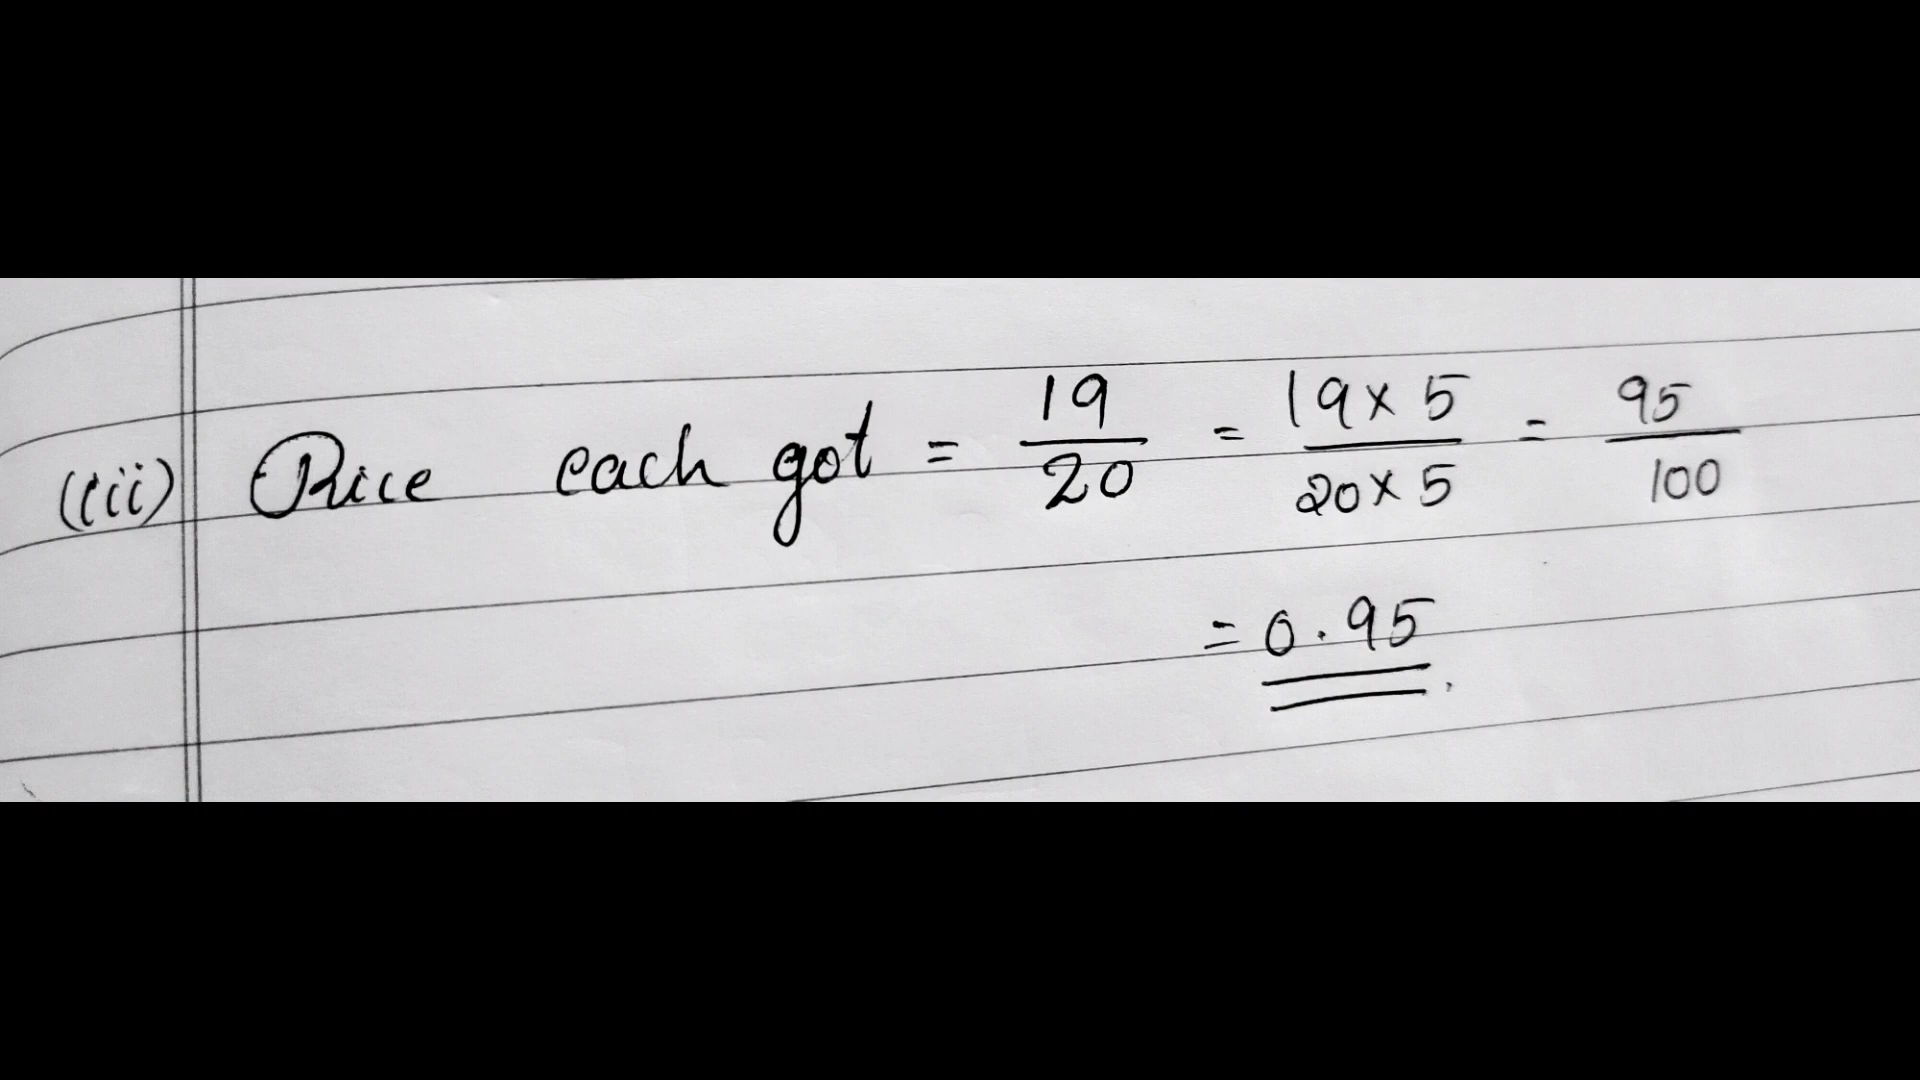 (iii) Rice each got = 19/20 = 19 × 5/20 × 5 = 95/100
= 0.95.